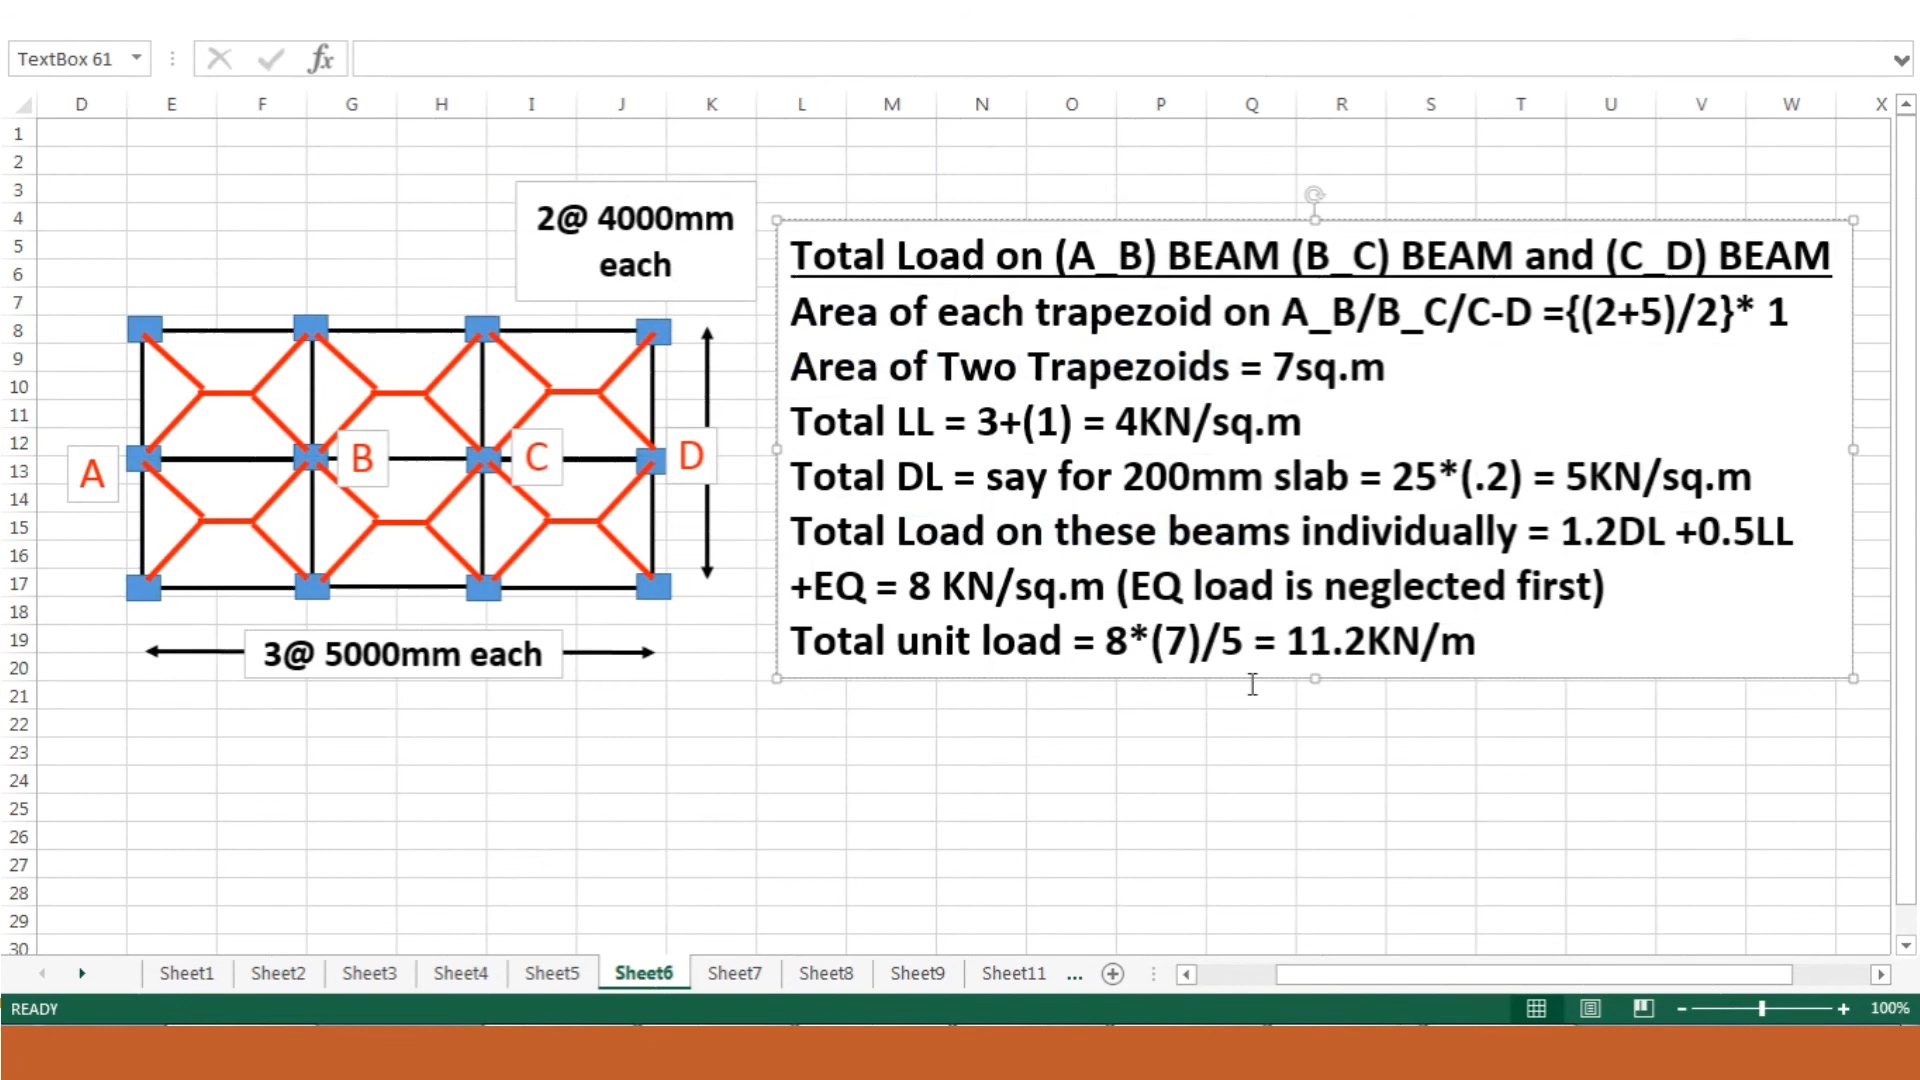 TextBox 61
fx
D E F G H I J K L M N O P Q R S T U V W X
1
2
3
4
5
6
7
8
9
10
11
12
13
14
15
16
17
18
19
20
21
22
23
24
25
26
27
28
29
30
2@ 4000mm
each
A
B
C
D
3@ 5000mm each
Total Load on (A_B) BEAM (B_C) BEAM and (C_D) BEAM
Area of each trapezoid on A_B/B_C/C-D ={(2+5)/2}* 1
Area of Two Trapezoids = 7sq.m
Total LL = 3+(1) = 4KN/sq.m
Total DL = say for 200mm slab = 25*(.2) = 5KN/sq.m
Total Load on these beams individually = 1.2DL +0.5LL
+EQ = 8 KN/sq.m (EQ load is neglected first)
Total unit load = 8*(7)/5 = 11.2KN/m
Sheet1 Sheet2 Sheet3 Sheet4 Sheet5 Sheet6 Sheet7 Sheet8 Sheet9 Sheet11 ...
READY
100%